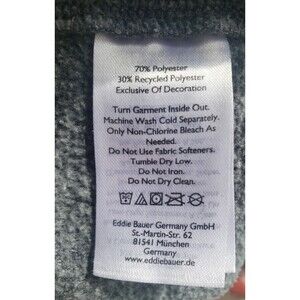 70% Polyester
30% Recycled Polyester
Exclusive Of Decoration
Turn Garment Inside Out.
Machine Wash Cold Separately.
Only Non-Chlorine Bleach As
Needed.
Do Not Use Fabric Softeners.
Tumble Dry Low.
Do Not Iron.
Do Not Dry Clean.
Eddie Bauer Germany GmbH
St.-Martin-Str. 62
81541 München
Germany
www.eddiebauer.de